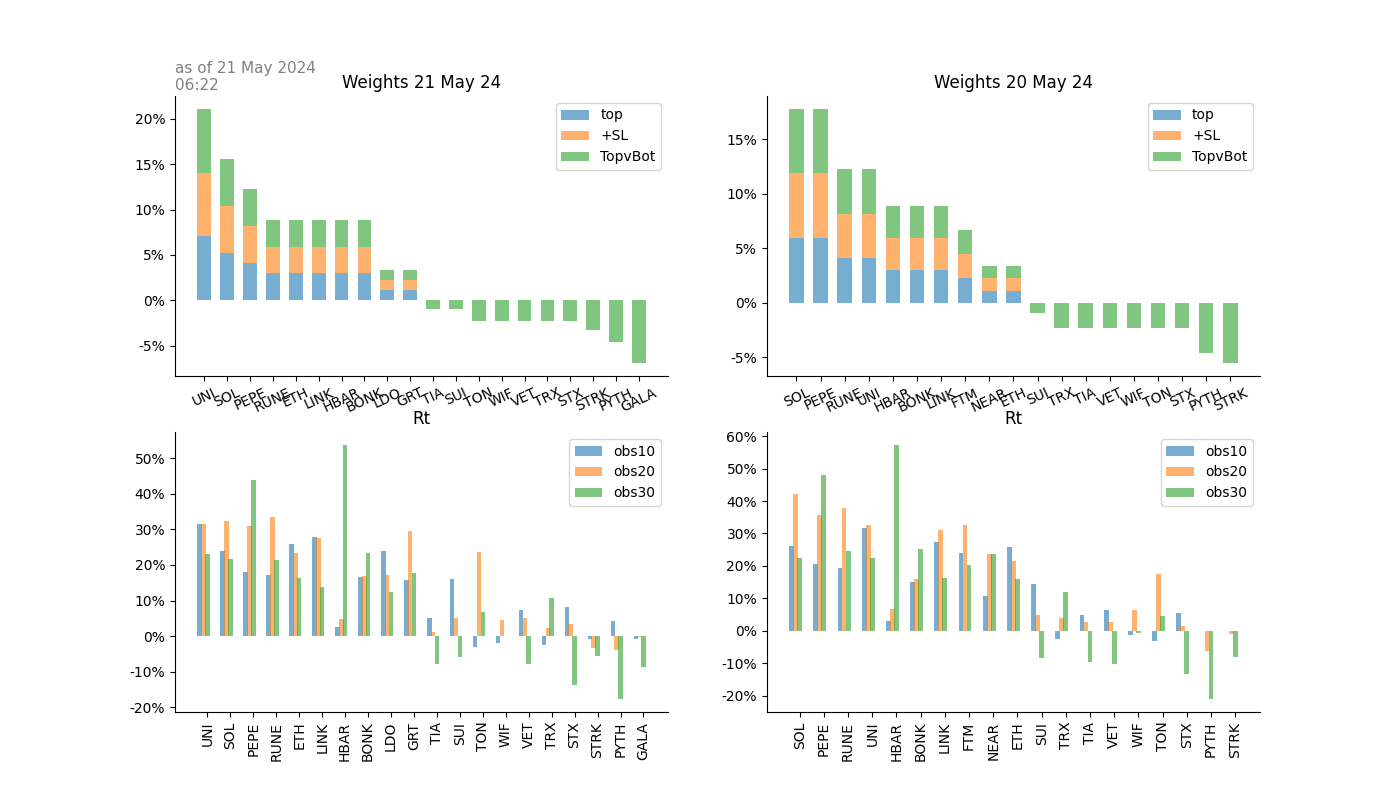 as of 21 May 2024
06:22
Weights 21 May 24
20%
15%
10%
5%
0%
-5%
top
+SL
TopvBot
UNI SOL PEPE RUNE ETH LINK HBAR BONK LDO GRT TIA SUI TON WIF VET TRX STX STRK PYTH GALA
Weights 20 May 24
15%
10%
5%
0%
-5%
top
+SL
TopvBot
SOL PEPE RUNE UNI HBAR BONK LINK FTM NEAR ETH SUI TRX TIA VET WIF TON STX PYTH STRK
Rt
50%
40%
30%
20%
10%
0%
-10%
-20%
obs10
obs20
obs30
UNI SOL PEPE RUNE ETH LINK HBAR BONK LDO GRT TIA SUI TON WIF VET TRX STX STRK PYTH GALA
Rt
60%
50%
40%
30%
20%
10%
0%
-10%
-20%
obs10
obs20
obs30
SOL PEPE RUNE UNI HBAR BONK LINK FTM NEAR ETH SUI TRX TIA VET WIF TON STX PYTH STRK